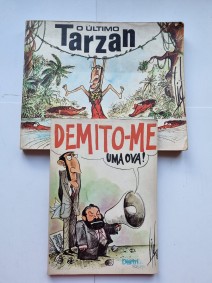 O ÚLTIMO
Tarzan
DEMITO-ME
UMA OVA!